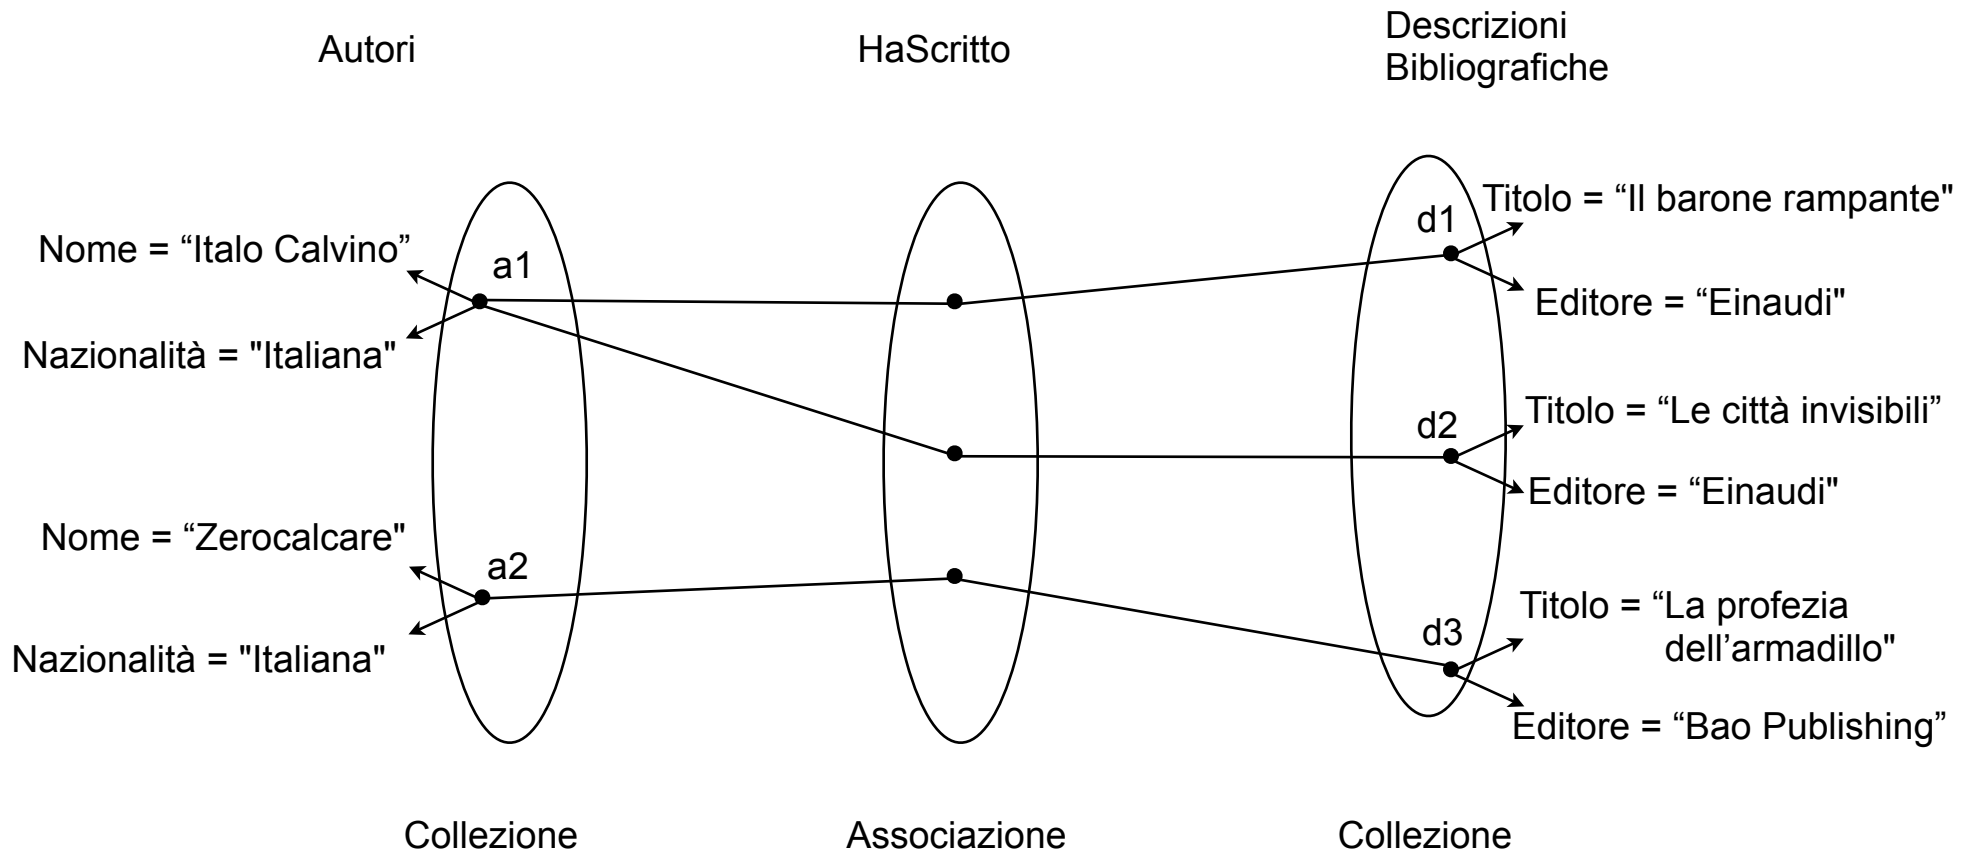 Autori
HaScritto
Descrizioni
Bibliografiche
Nome = “Italo Calvino”
a1
Nazionalità = "Italiana"
Nome = “Zerocalcare"
a2
Nazionalità = "Italiana"
d1
Titolo = “Il barone rampante"
Editore = “Einaudi"
d2
Titolo = “Le città invisibili”
Editore = “Einaudi"
d3
Titolo = “La profezia
dell’armadillo"
Editore = “Bao Publishing”
Collezione
Associazione
Collezione